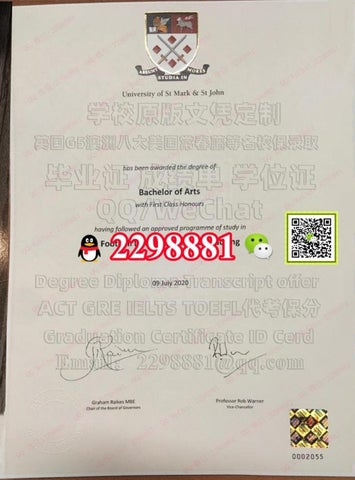 ABEUNT STUDIA IN MORES
University of St Mark & St John
学校原版文凭定制
英国G5澳洲八大美国常春藤等名校保录取
has been awarded the degree of
毕业证 成绩单 学位证
Bachelor of Arts
with First Class Honours
QQ/WeChat
having followed an approved programme of study in
2298881
09 July 2020
Degree Diploma Transcript offer
ACT GRE IELTS TOEFL代考保分
Graduation Certificate ID Cerd
Email: 2298881@qq.com
Graham Raikes MBE
Chair of the Board of Governors
Professor Rob Warner
Vice-Chancellor
0002055